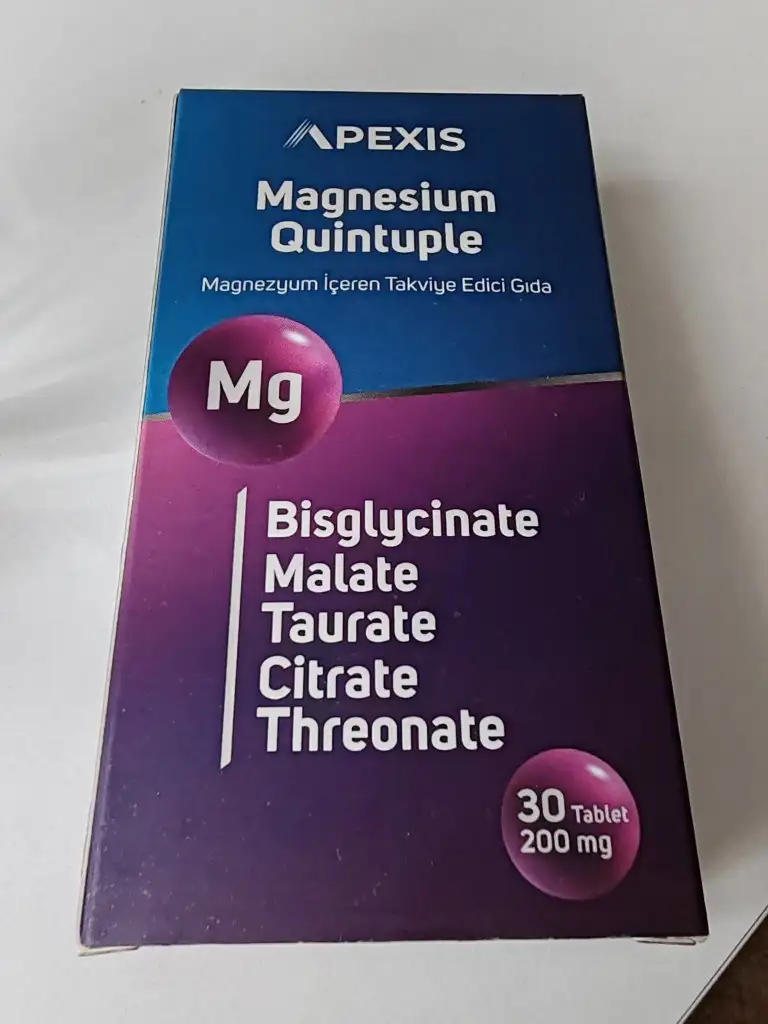 APEXIS
Magnesium
Quintuple
Magnezyum İçeren Takviye Edici Gıda
Mg
Bisglycinate
Malate
Taurate
Citrate
Threonate
30 Tablet
200 mg